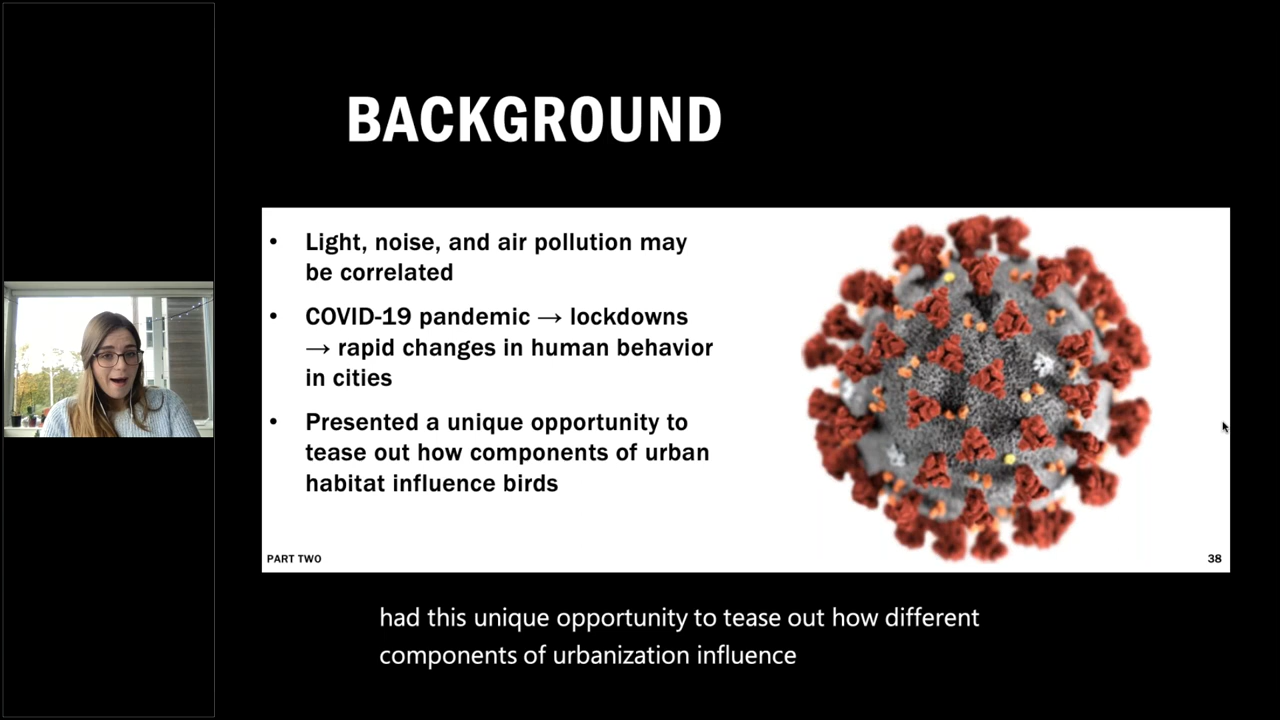 BACKGROUND
• Light, noise, and air pollution may
be correlated
• COVID-19 pandemic → lockdowns
→ rapid changes in human behavior
in cities
• Presented a unique opportunity to
tease out how components of urban
habitat influence birds
PART TWO
38
had this unique opportunity to tease out how different
components of urbanization influence